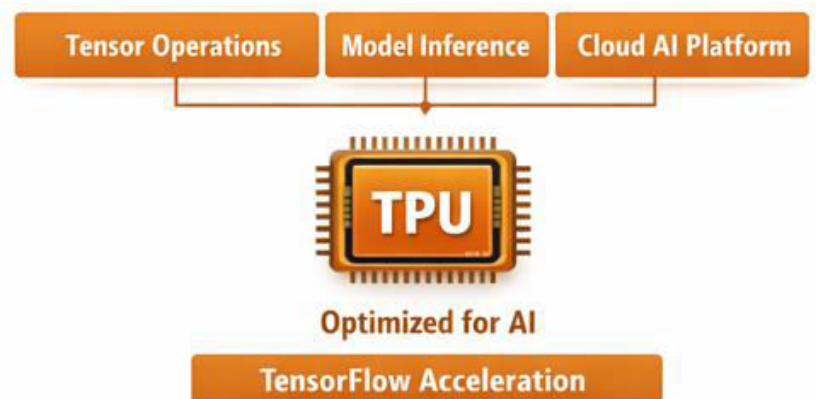 Tensor Operations
Model Inference
Cloud AI Platform
TPU
Optimized for AI
TensorFlow Acceleration